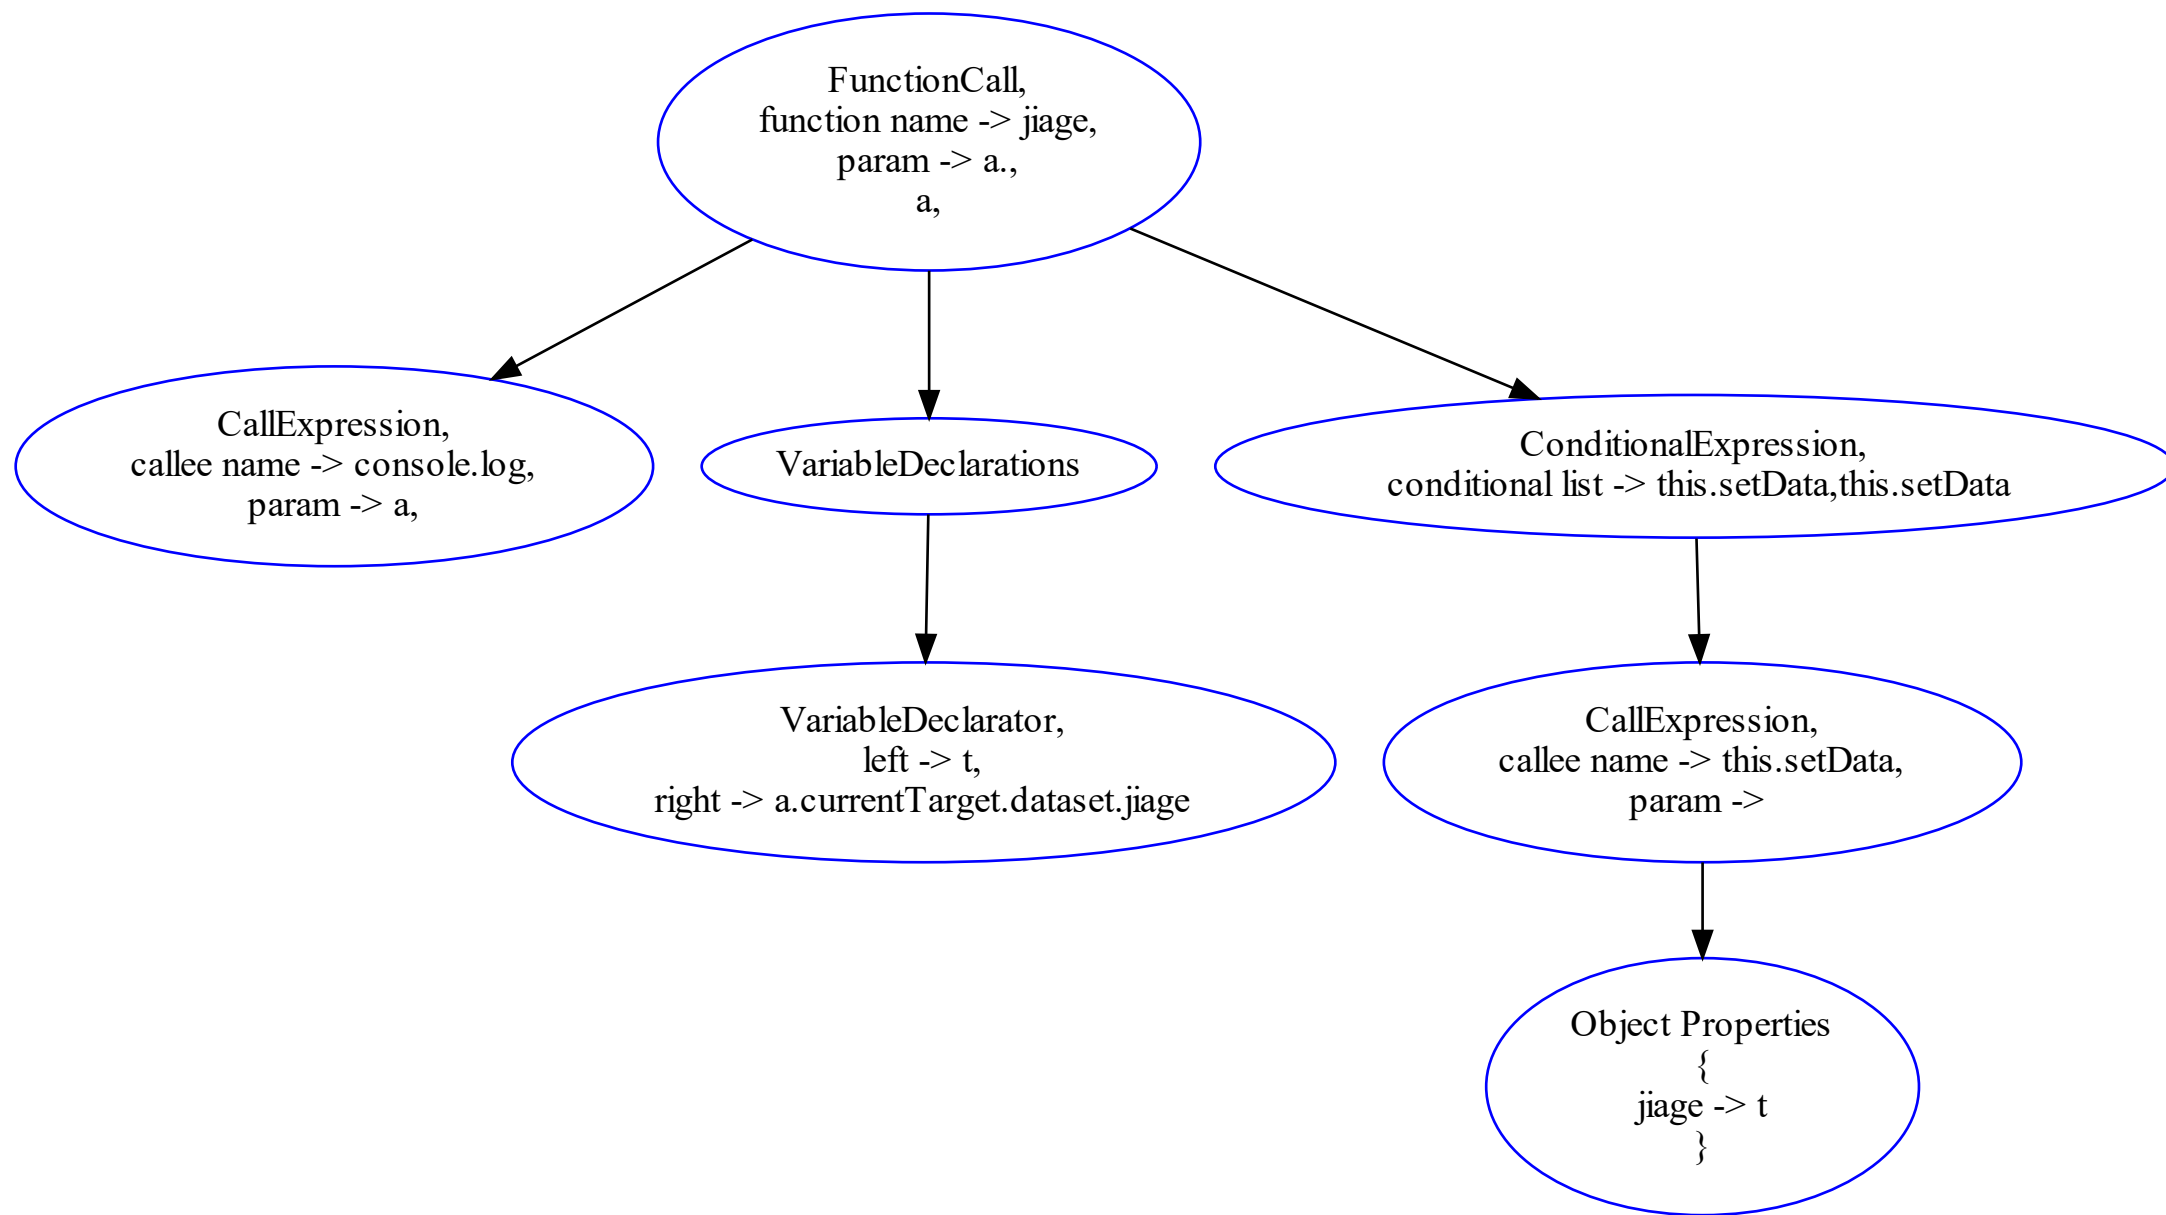 FunctionCall,
function name -> jiage,
param -> a.,
a,
CallExpression,
callee name -> console.log,
param -> a,
VariableDeclarations
ConditionalExpression,
conditional list -> this.setData,this.setData
VariableDeclarator,
left -> t,
right -> a.currentTarget.dataset.jiage
CallExpression,
callee name -> this.setData,
param ->
Object Properties
{
jiage -> t
}